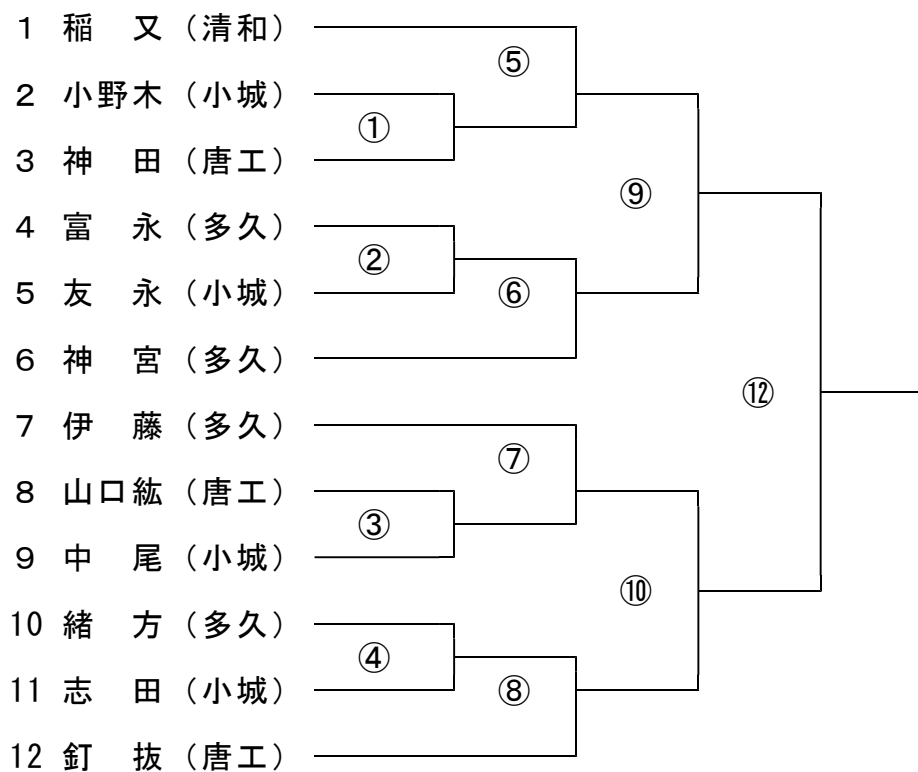 1 稲 又 (清和)
⑤
2 小野木 (小城)
①
3 神 田 (唐工)
⑨
4 富 永 (多久)
②
5 友 永 (小城)
⑥
6 神 宮 (多久)
⑫
7 伊 藤 (多久)
⑦
8 山口紘 (唐工)
③
9 中 尾 (小城)
⑩
10 緒 方 (多久)
④
11 志 田 (小城)
⑧
12 釘 抜 (唐工)